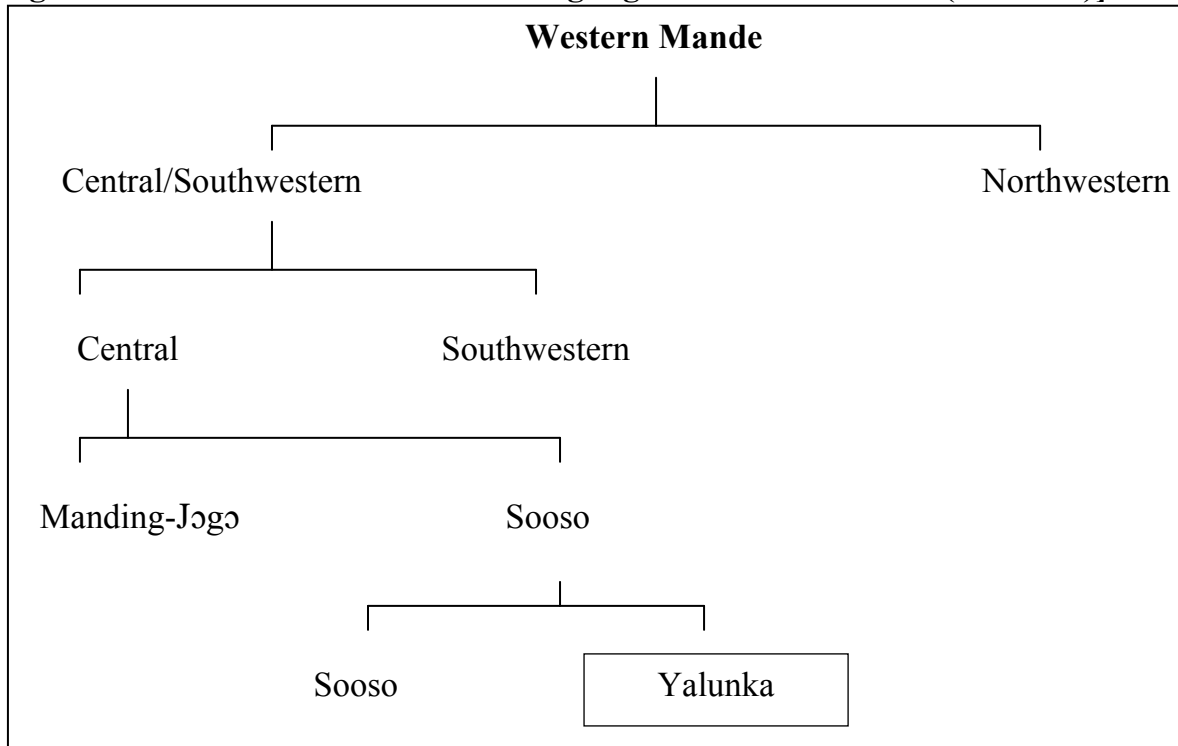 Western Mande
Central/Southwestern Northwestern
Central Southwestern
Manding-Jɔgɔ Sooso
Sooso Yalunka